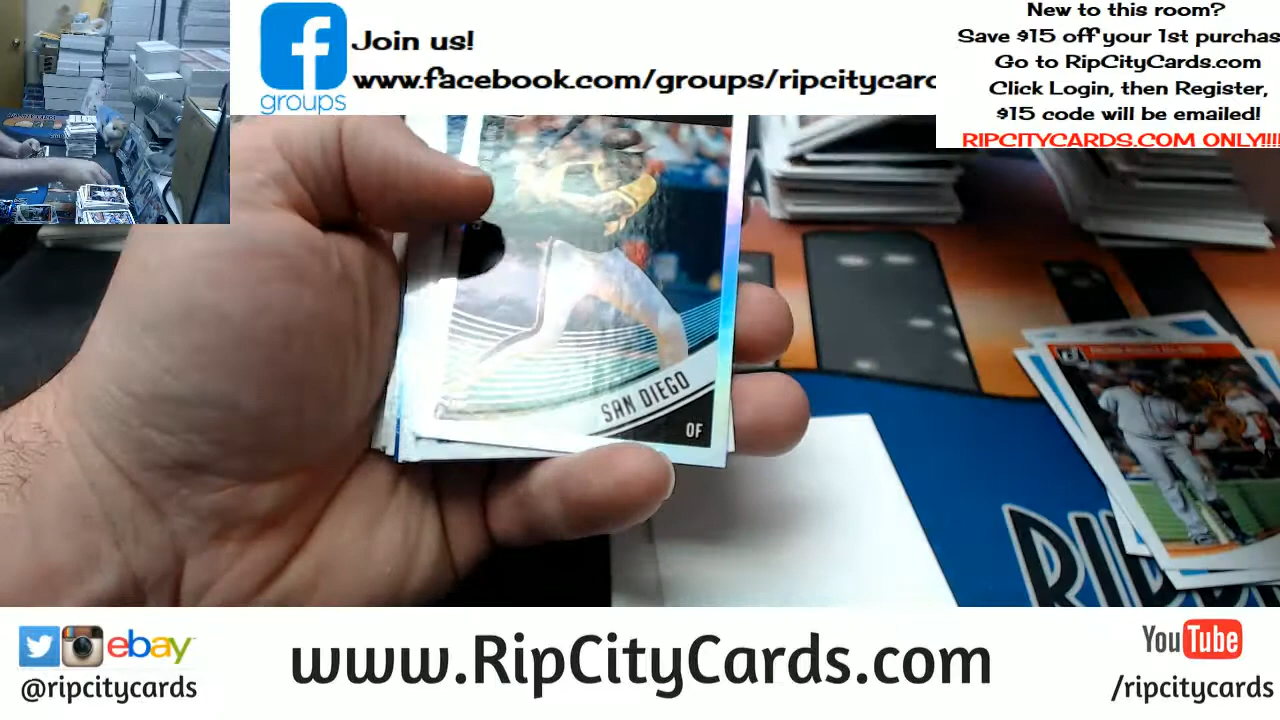 Join us!
www.facebook.com/groups/ripcitycarc
groups
New to this room?
Save $15 off your 1st purchas
Go to RipCityCards.com
Click Login, then Register,
$15 code will be emailed!
RIPCITYCARDS.COM ONLY!!!!
SAN DIEGO
OF
ebay
@ripcitycards
www.RipCityCards.com
YouTube
/ripcitycards